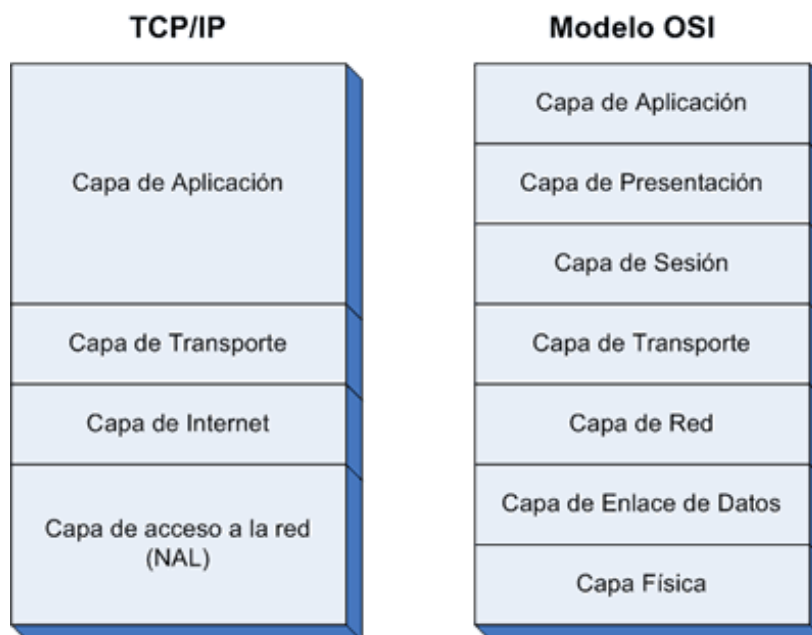 TCP/IP
Capa de Aplicación
Capa de Transporte
Capa de Internet
Capa de acceso a la red
(NAL)
Modelo OSI
Capa de Aplicación
Capa de Presentación
Capa de Sesión
Capa de Transporte
Capa de Red
Capa de Enlace de Datos
Capa Física